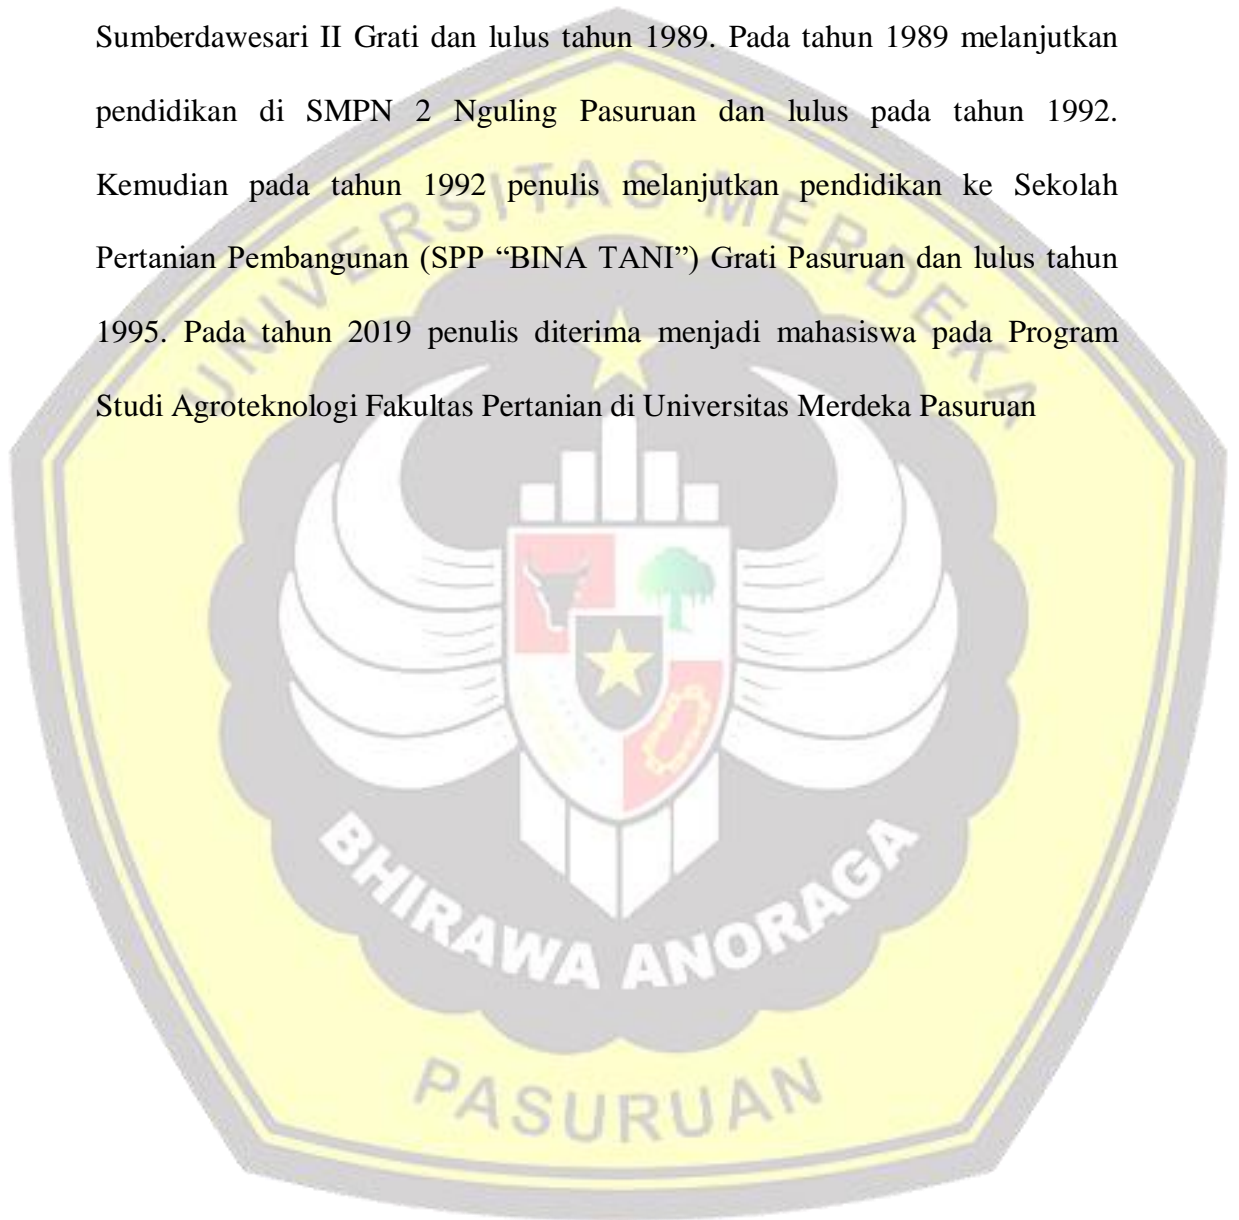 Sumberdawesari II Grati dan lulus tahun 1989. Pada tahun 1989 melanjutkan
pendidikan di SMPN 2 Nguling Pasuruan dan lulus pada tahun 1992.
Kemudian pada tahun 1992 penulis melanjutkan pendidikan ke Sekolah
Pertanian Pembangunan (SPP “BINA TANI”) Grati Pasuruan dan lulus tahun
1995. Pada tahun 2019 penulis diterima menjadi mahasiswa pada Program
Studi Agroteknologi Fakultas Pertanian di Universitas Merdeka Pasuruan
UNIVERSITAS MERDEKA
BHIRAWA ANORAGA
PASURUAN